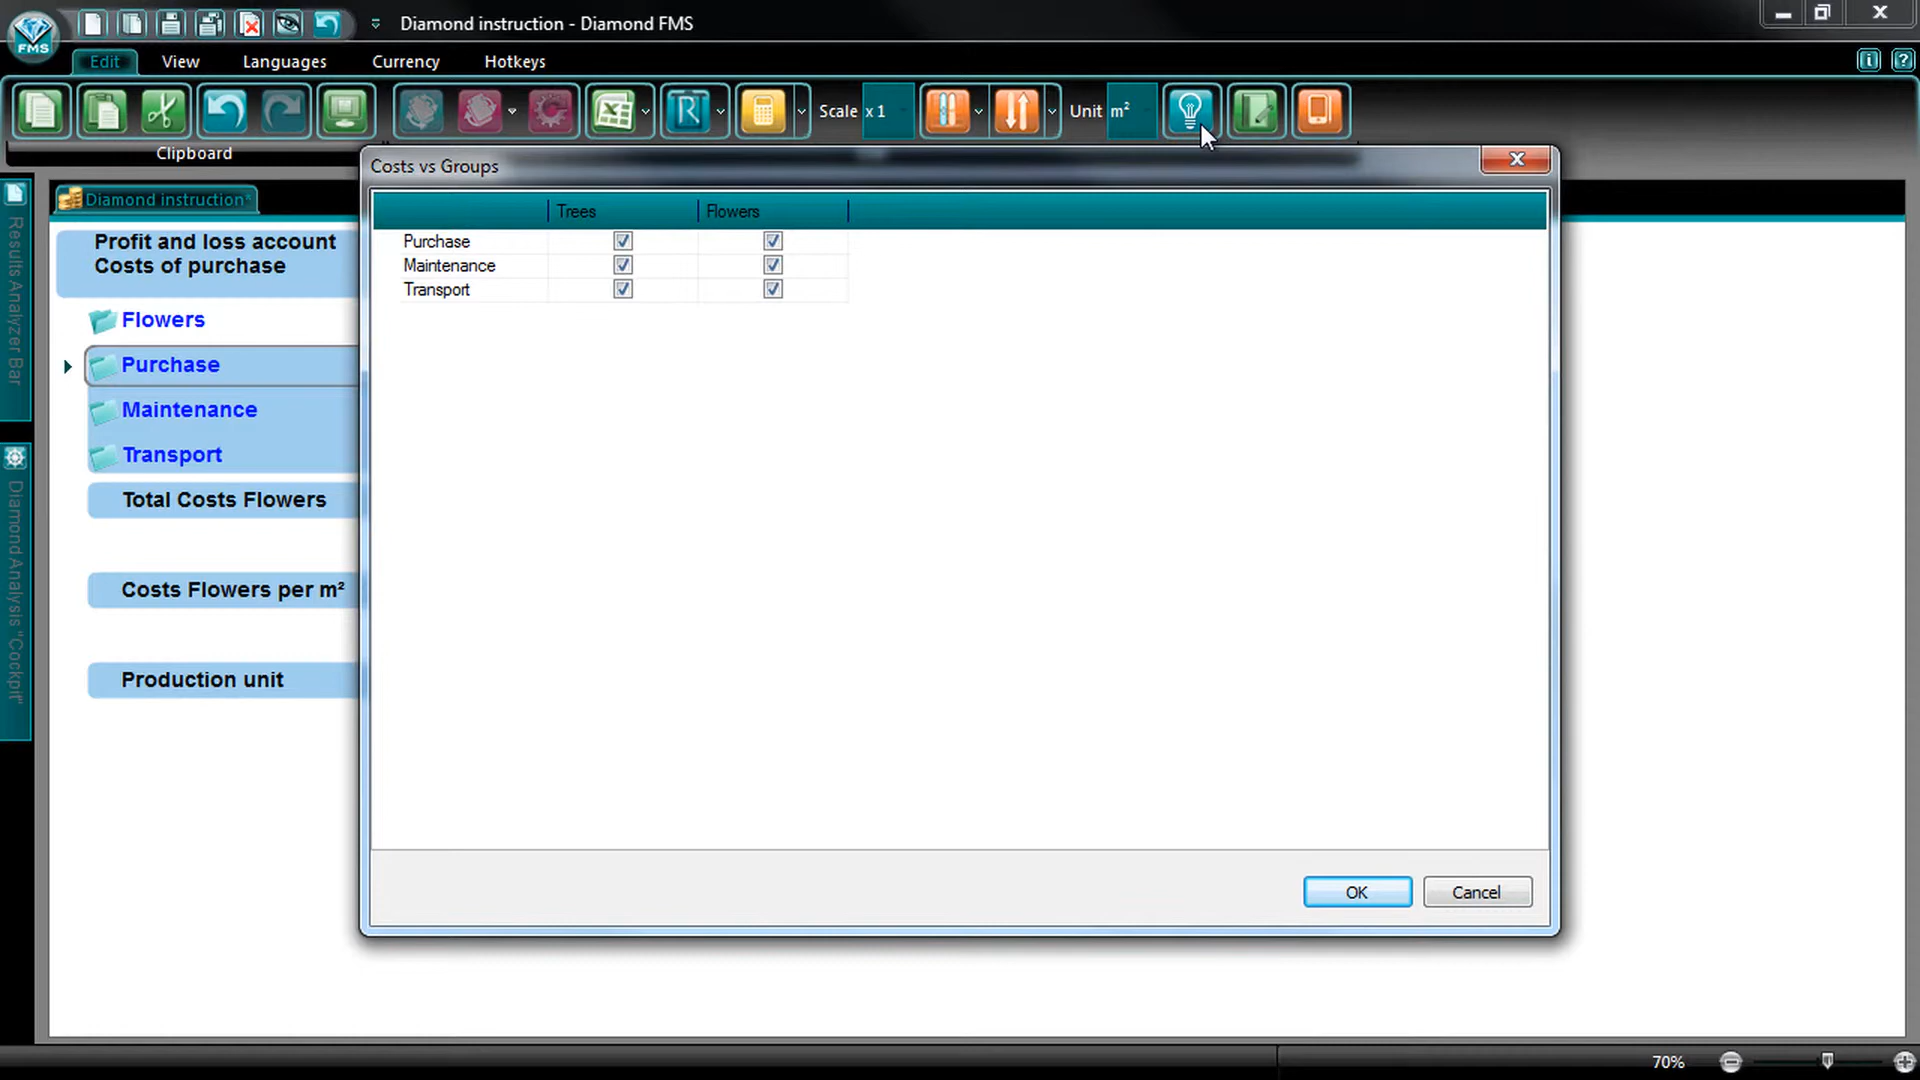 Diamond instruction - Diamond FMS
FMS
Edit View Languages Currency Hotkeys
Scale x 1 Unit m²
Clipboard
Costs vs Groups
Diamond instruction*
Trees Flowers
Purchase
Maintenance
Transport
Profit and loss account
Costs of purchase
Flowers
Purchase
Maintenance
Transport
Total Costs Flowers
Costs Flowers per m²
Production unit
Results Analyzer Bar
Diamond Analysis "Cockpit"
OK Cancel
70%